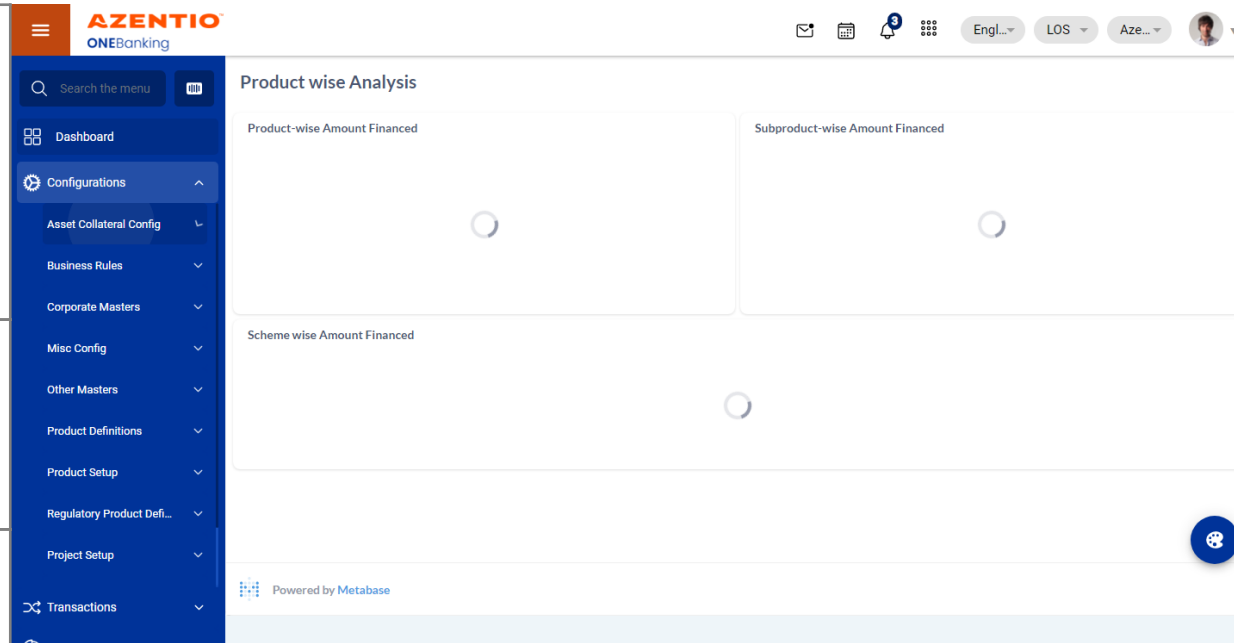 AZENTIO
ONEBanking
3
Engl...
LOS
Aze...
Search the menu
Dashboard
Configurations
Asset Collateral Config
Business Rules
Corporate Masters
Misc Config
Other Masters
Product Definitions
Product Setup
Regulatory Product Defi...
Project Setup
Transactions
Product wise Analysis
Product-wise Amount Financed
Subproduct-wise Amount Financed
Scheme wise Amount Financed
Powered by Metabase